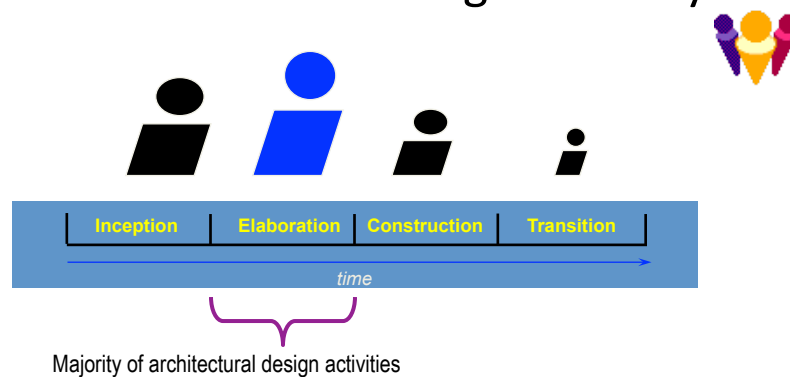 Inception Elaboration Construction Transition
time
Majority of architectural design activities